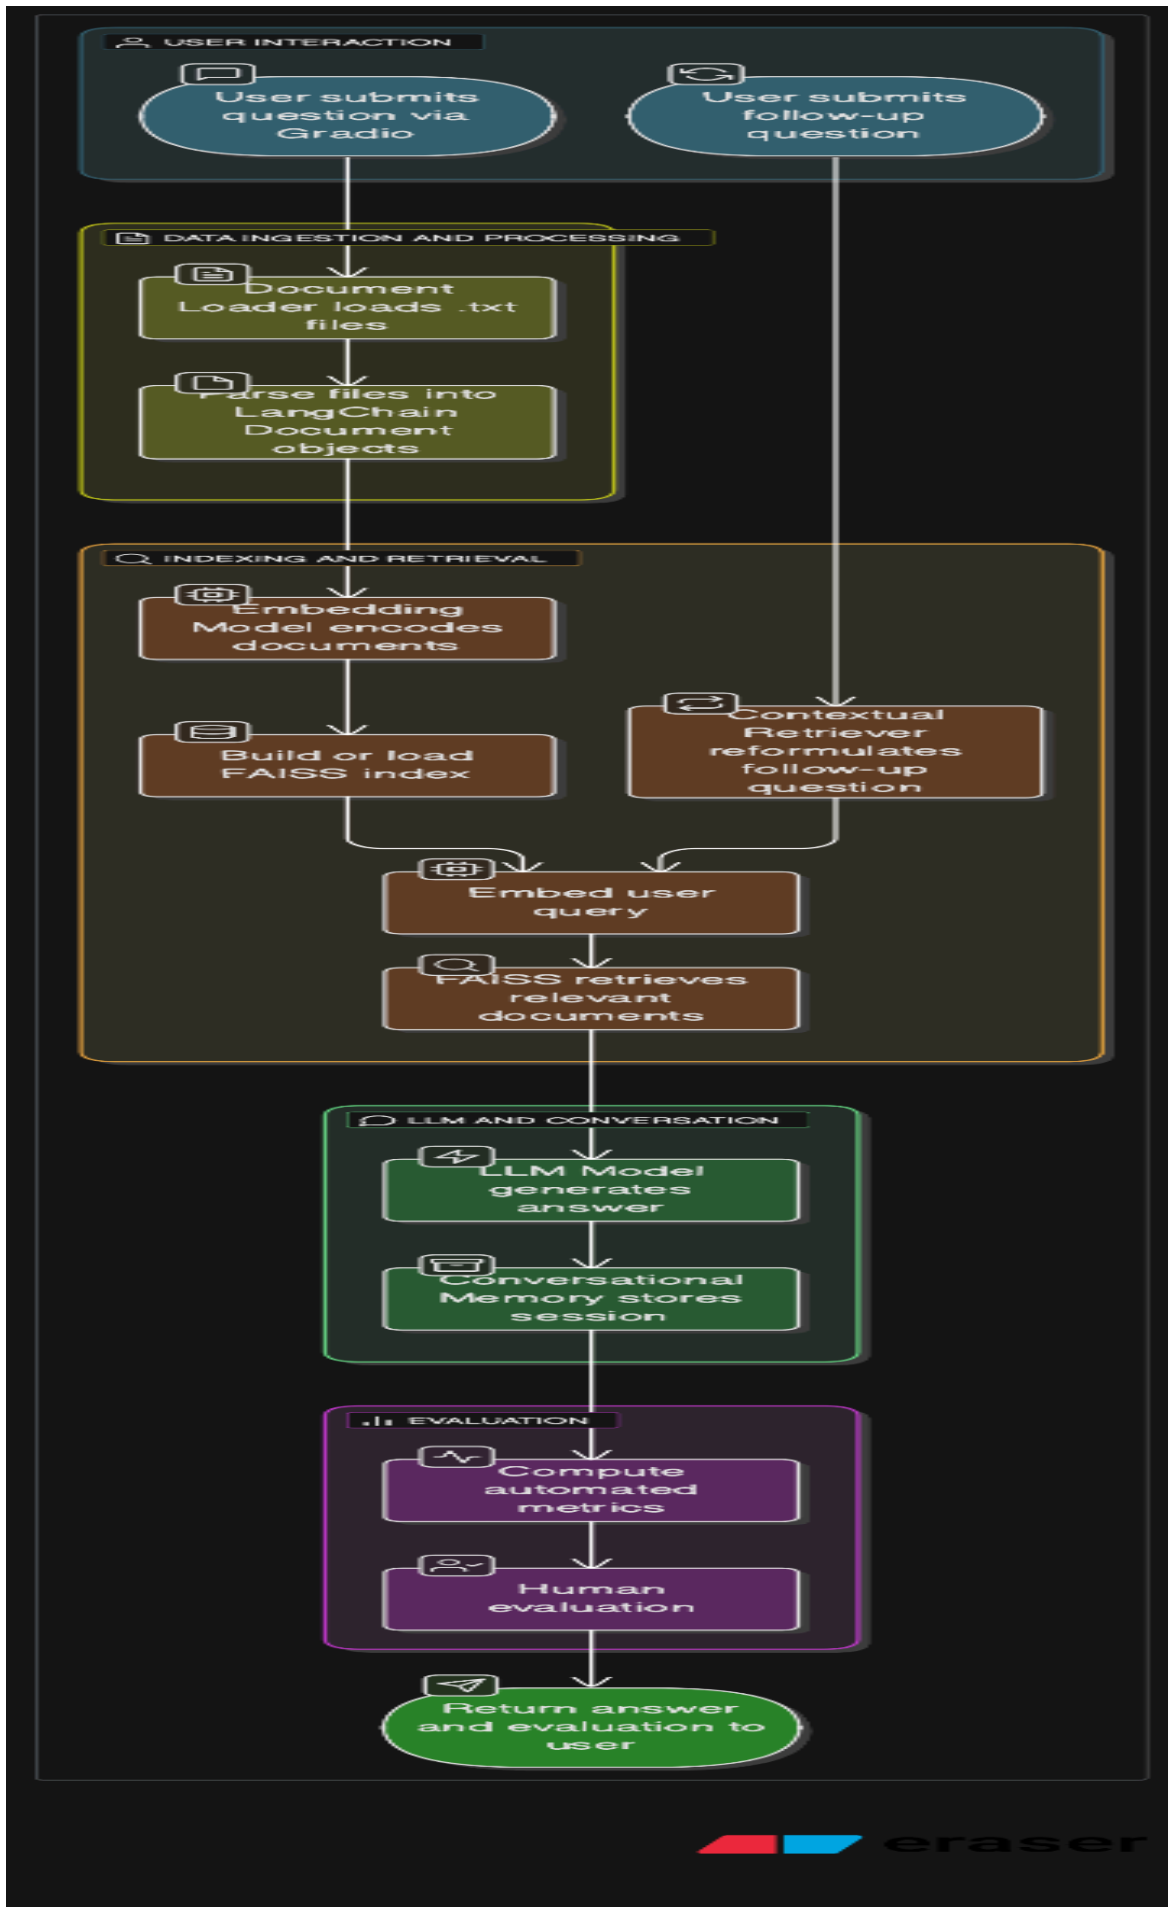 USER INTERACTION
User submits
question via
Gradio
User submits
follow-up
question
DATA INGESTION AND PROCESSING
Document
Loader loads .txt
files
Parse files into
LangChain
Document
objects
INDEXING AND RETRIEVAL
Embedding
Model encodes
documents
Build or load
FAISS index
Contextual
Retriever
reformulates
follow-up
question
Embed user
query
FAISS retrieves
relevant
documents
LLM AND CONVERSATION
LLM Model
generates
answer
Conversational
Memory stores
session
EVALUATION
Compute
automated
metrics
Human
evaluation
Return answer
and evaluation to
user
eraser